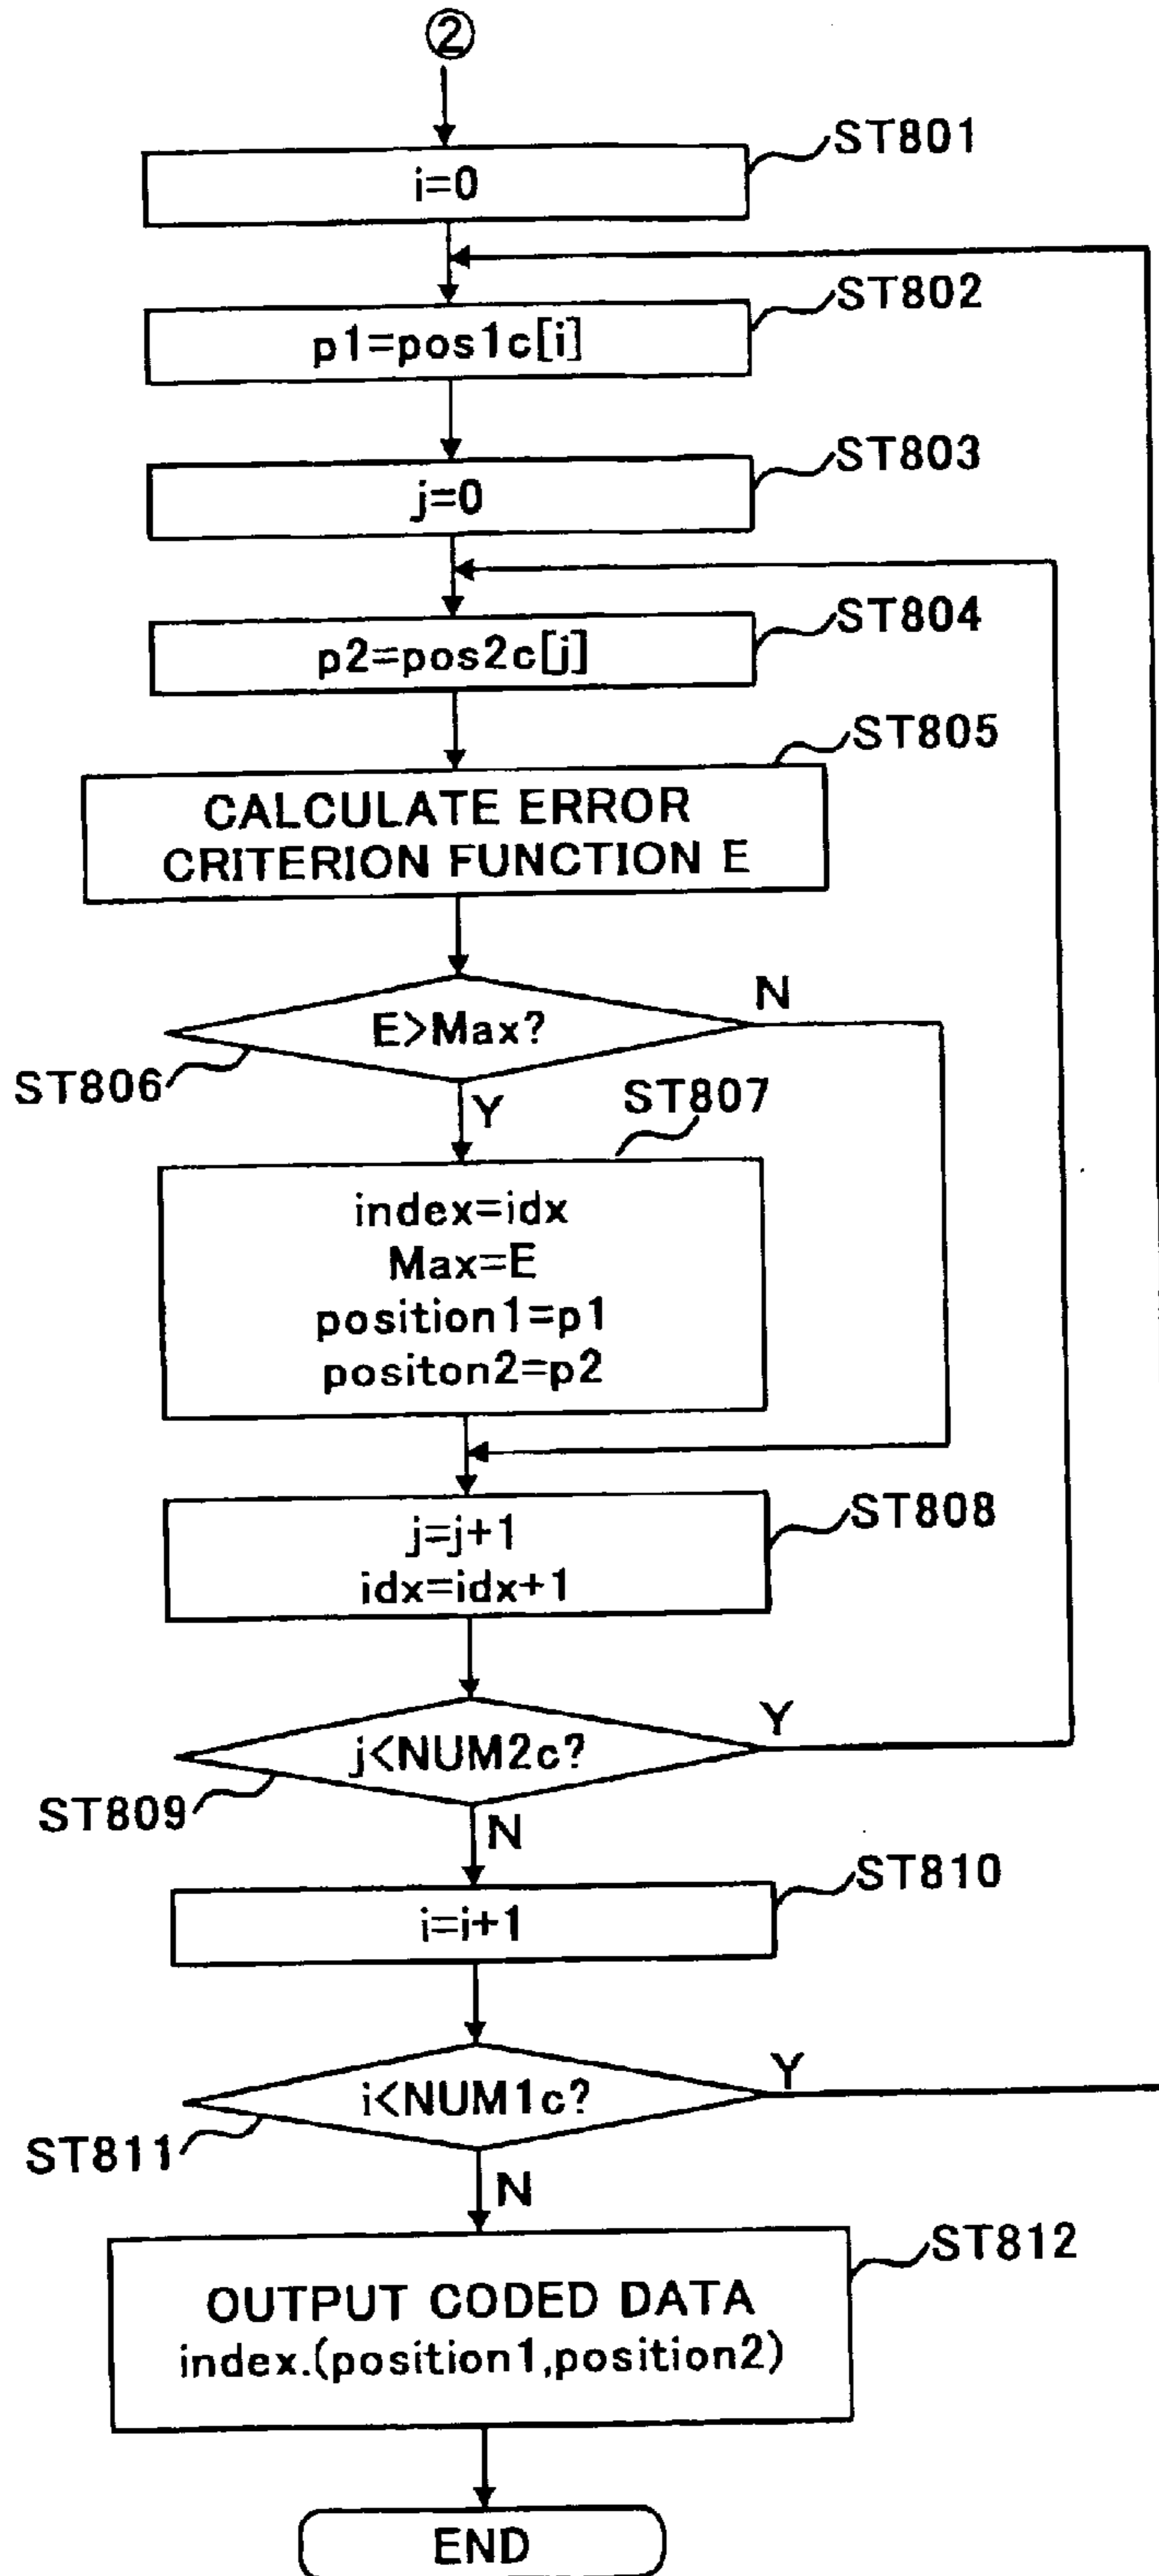 ②
ST801
i=0
ST802
p1=pos1c[i]
ST803
j=0
ST804
p2=pos2c[j]
ST805
CALCULATE ERROR
CRITERION FUNCTION E
N
E>Max?
ST806
Y
ST807
index=idx
Max=E
position1=p1
positon2=p2
ST808
j=j+1
idx=idx+1
Y
j<NUM2c?
ST809
N
ST810
i=i+1
Y
i<NUM1c?
ST811
N
ST812
OUTPUT CODED DATA
index.(position1,position2)
END